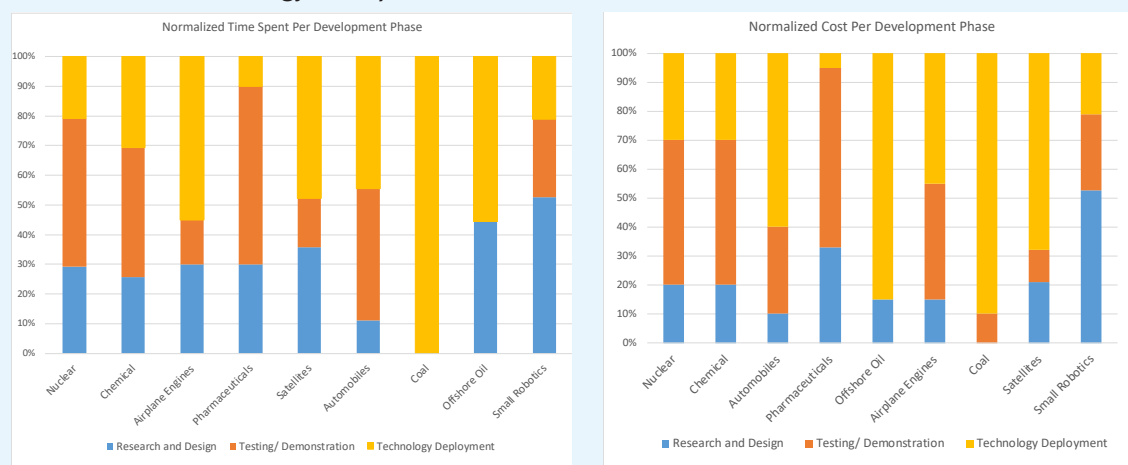 Normalized Time Spent Per Development Phase
100%
90%
80%
70%
60%
50%
40%
30%
20%
10%
0%
Nuclear
Chemical
Airplane Engines
Pharmaceuticals
Satellites
Automobiles
Coal
Offshore Oil
Small Robotics
Research and Design Testing/ Demonstration Technology Deployment
Normalized Cost Per Development Phase
100%
90%
80%
70%
60%
50%
40%
30%
20%
10%
0%
Nuclear
Chemical
Automobiles
Pharmaceuticals
Offshore Oil
Airplane Engines
Coal
Satellites
Small Robotics
Research and Design Testing/ Demonstration Technology Deployment